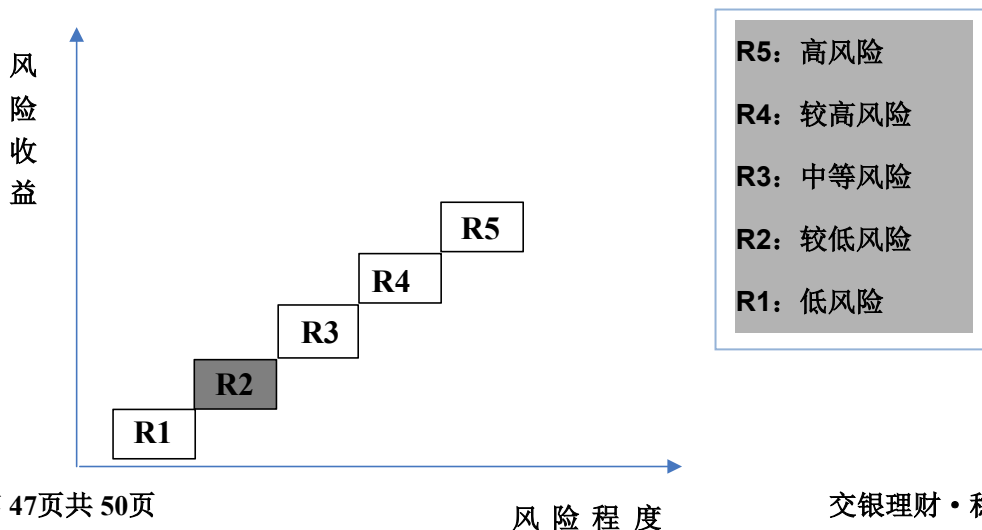 风
险
收
益
R5
R4
R3
R2
R1
R5：高风险
R4：较高风险
R3：中等风险
R2：较低风险
R1：低风险
47页共 50页
风 险 程 度
交银理财·稳